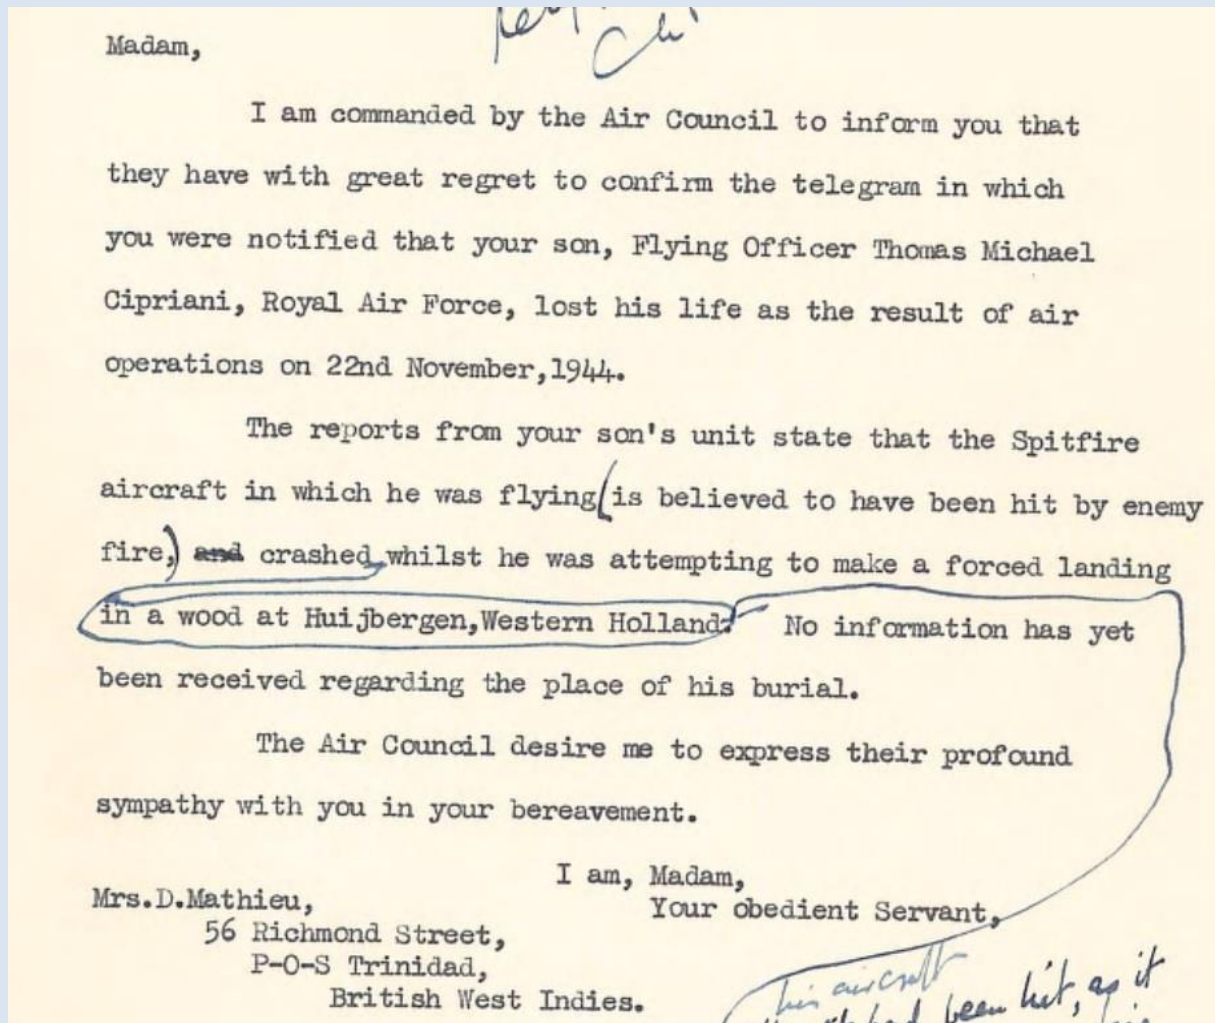 Madam,
I am commanded by the Air Council to inform you that
they have with great regret to confirm the telegram in which
you were notified that your son, Flying Officer Thomas Michael
Cipriani, Royal Air Force, lost his life as the result of air
operations on 22nd November,1944.
The reports from your son's unit state that the Spitfire
aircraft in which he was flying(is believed to have been hit by enemy
fire,) and crashed,whilst he was attempting to make a forced landing
in a wood at Huijbergen,Western Holland. No information has yet
been received regarding the place of his burial.
The Air Council desire me to express their profound
sympathy with you in your bereavement.
I am, Madam,
Your obedient Servant,
Mrs.D.Mathieu,
56 Richmond Street,
P-O-S Trinidad,
British West Indies.
his aircraft
been hit, as it